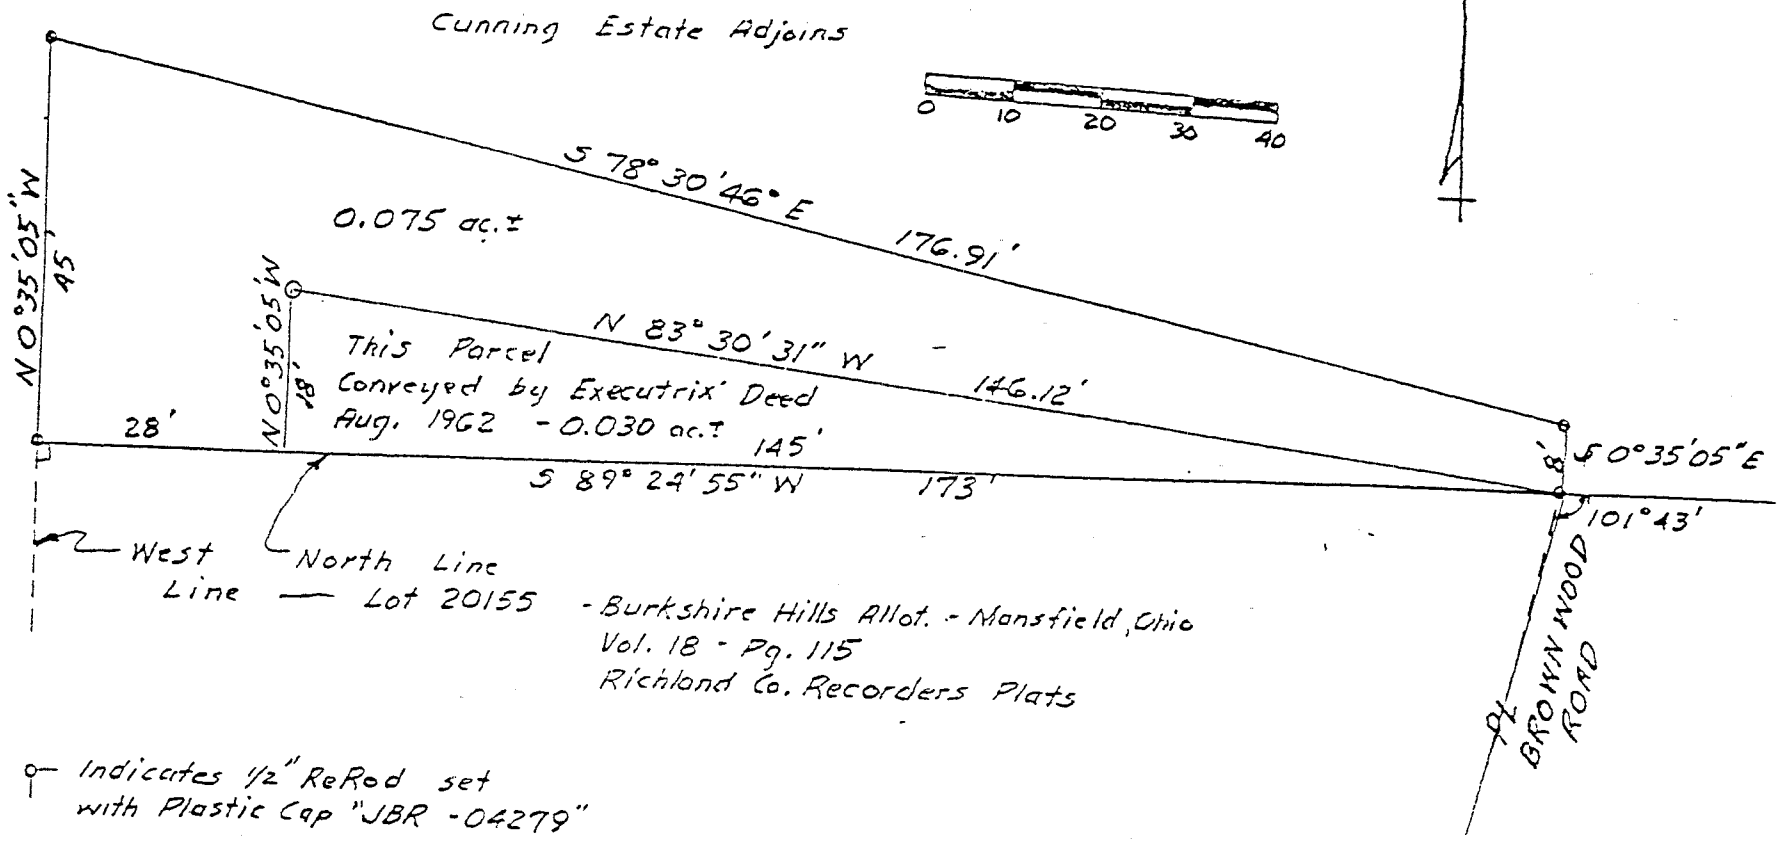 Cunning Estate Adjoins
0 10 20 30 40
S 78° 30' 46° E
176.91'
0.075 ac.±
N 0°35'05" W
45'
N 0°35'05' W
18'
N 83° 30' 31" W
146.12'
This Parcel
Conveyed by Executrix' Deed
Aug. 1962 - 0.030 ac.±
28'
145'
S 89° 24' 55" W
173'
8'
S 0°35'05" E
101°43'
West
Line
North Line
Lot 20155 - Burkshire Hills Allot. - Mansfield, Ohio
Vol. 18 - Pg. 115
Richland Co. Recorders Plats
PL
BROWNWOOD
ROAD
Indicates 1/2" ReRod set
with Plastic Cap "JBR -04279"